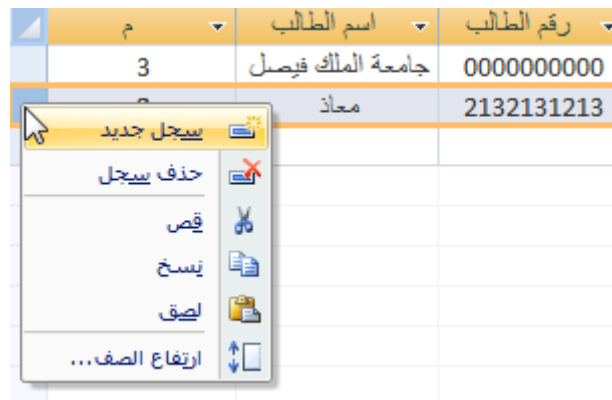 رقم الطالب اسم الطالب م
0000000000 جامعة الملك فيصل 3
2132131213 معاذ
سجل جديد
حذف سجل
قص
نسخ
لصق
ارتفاع الصف...